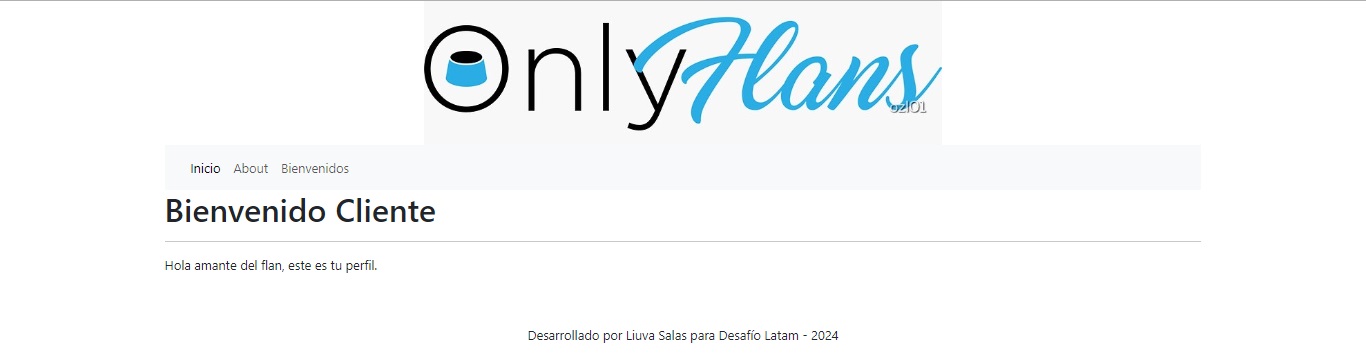 OnlyFlans
ozlO1
Inicio About Bienvenidos
Bienvenido Cliente
Hola amante del flan, este es tu perfil.
Desarrollado por Liuva Salas para Desafío Latam - 2024